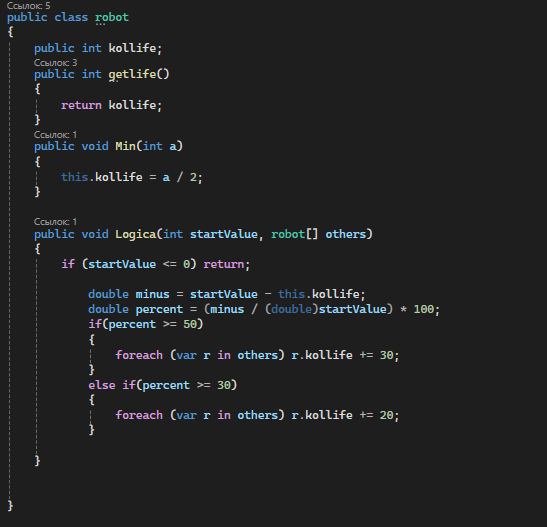 Ссылок: 5
public class robot
{
public int kollife;
Ссылок: 3
public int getlife()
{
return kollife;
}
Ссылок: 1
public void Min(int a)
{
this.kollife = a / 2;
}
Ссылок: 1
public void Logica(int startValue, robot[] others)
{
if (startValue <= 0) return;
double minus = startValue - this.kollife;
double percent = (minus / (double)startValue) * 100;
if(percent >= 50)
{
foreach (var r in others) r.kollife += 30;
}
else if(percent >= 30)
{
foreach (var r in others) r.kollife += 20;
}
}
}